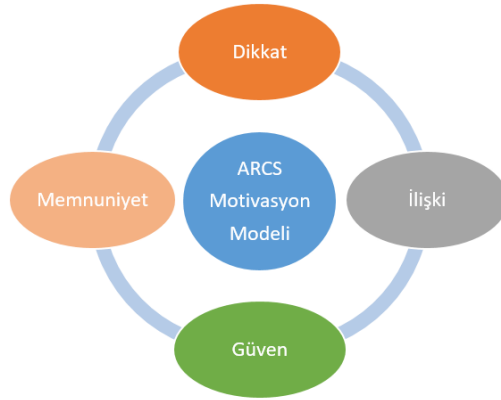 Dikkat
ARCS
Motivasyon
Modeli
Memnuniyet
İlişki
Güven